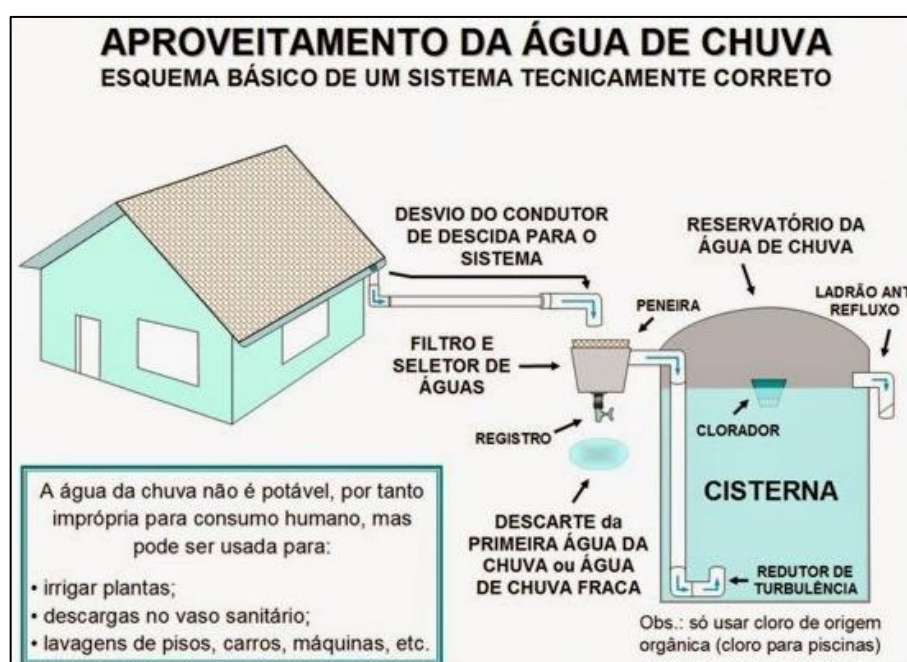 APROVEITAMENTO DA ÁGUA DE CHUVA
ESQUEMA BÁSICO DE UM SISTEMA TECNICAMENTE CORRETO
DESVIO DO CONDUTOR
DE DESCIDA PARA O
SISTEMA
RESERVATÓRIO DA
ÁGUA DE CHUVA
PENEIRA
LADRÃO ANT
REFLUXO
FILTRO E
SELETOR DE
ÁGUAS
REGISTRO
CLORADOR
CISTERNA
DESCARTE da
PRIMEIRA ÁGUA DA
CHUVA ou ÁGUA
DE CHUVA FRACA
REDUTOR DE
TURBULÊNCIA
Obs.: só usar cloro de origem
orgânica (cloro para piscinas)
A água da chuva não é potável, por tanto
imprópria para consumo humano, mas
pode ser usada para:
• irrigar plantas;
• descargas no vaso sanitário;
• lavagens de pisos, carros, máquinas, etc.